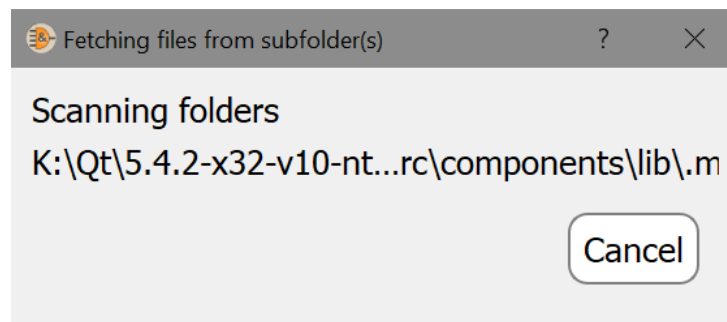 Fetching files from subfolder(s) ?
Scanning folders
K:\Qt\5.4.2-x32-v10-nt...rc\components\lib\.m
Cancel